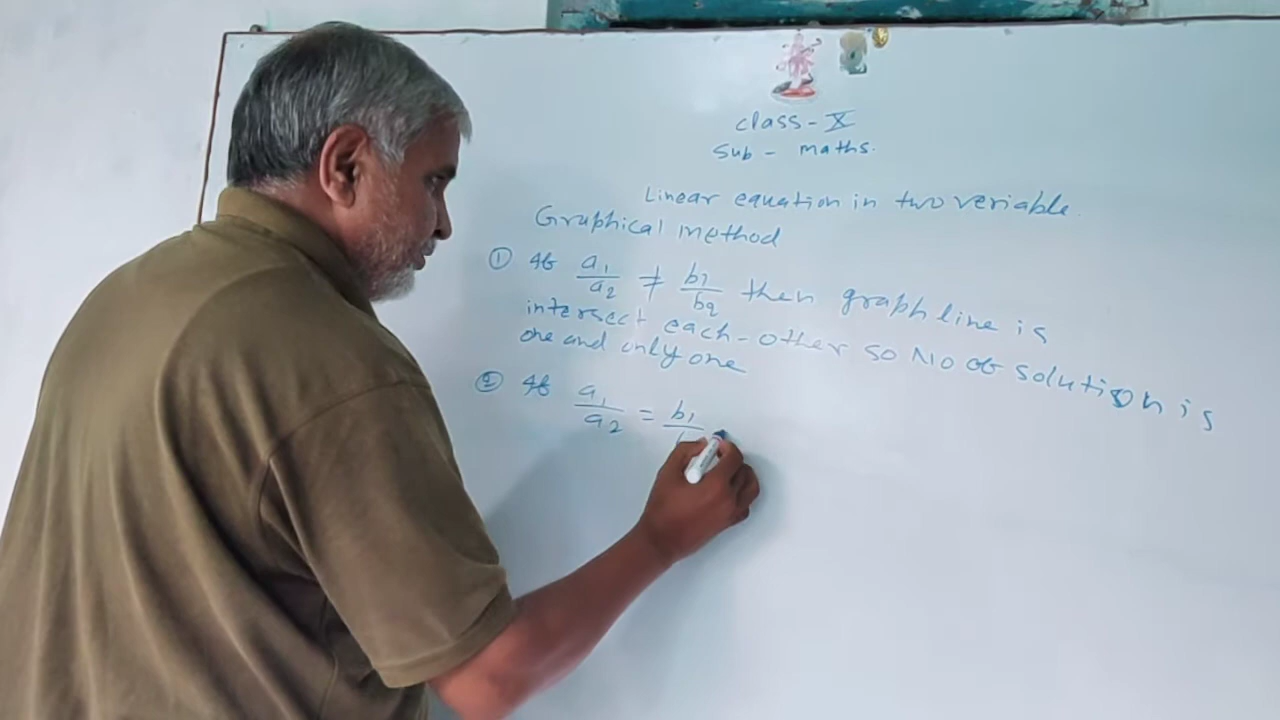 class - X
Sub - maths.
Linear equation in two veriable.
Graphical method
① If a₁/a₂ ≠ b₁/b₂ then graph line is
intersect each-other so No of solution is
one and only one
② If a₁/a₂ = b₁/